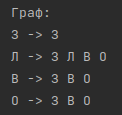 Граф:
З -> З
Л -> З Л В О
В -> З В О
О -> З В О